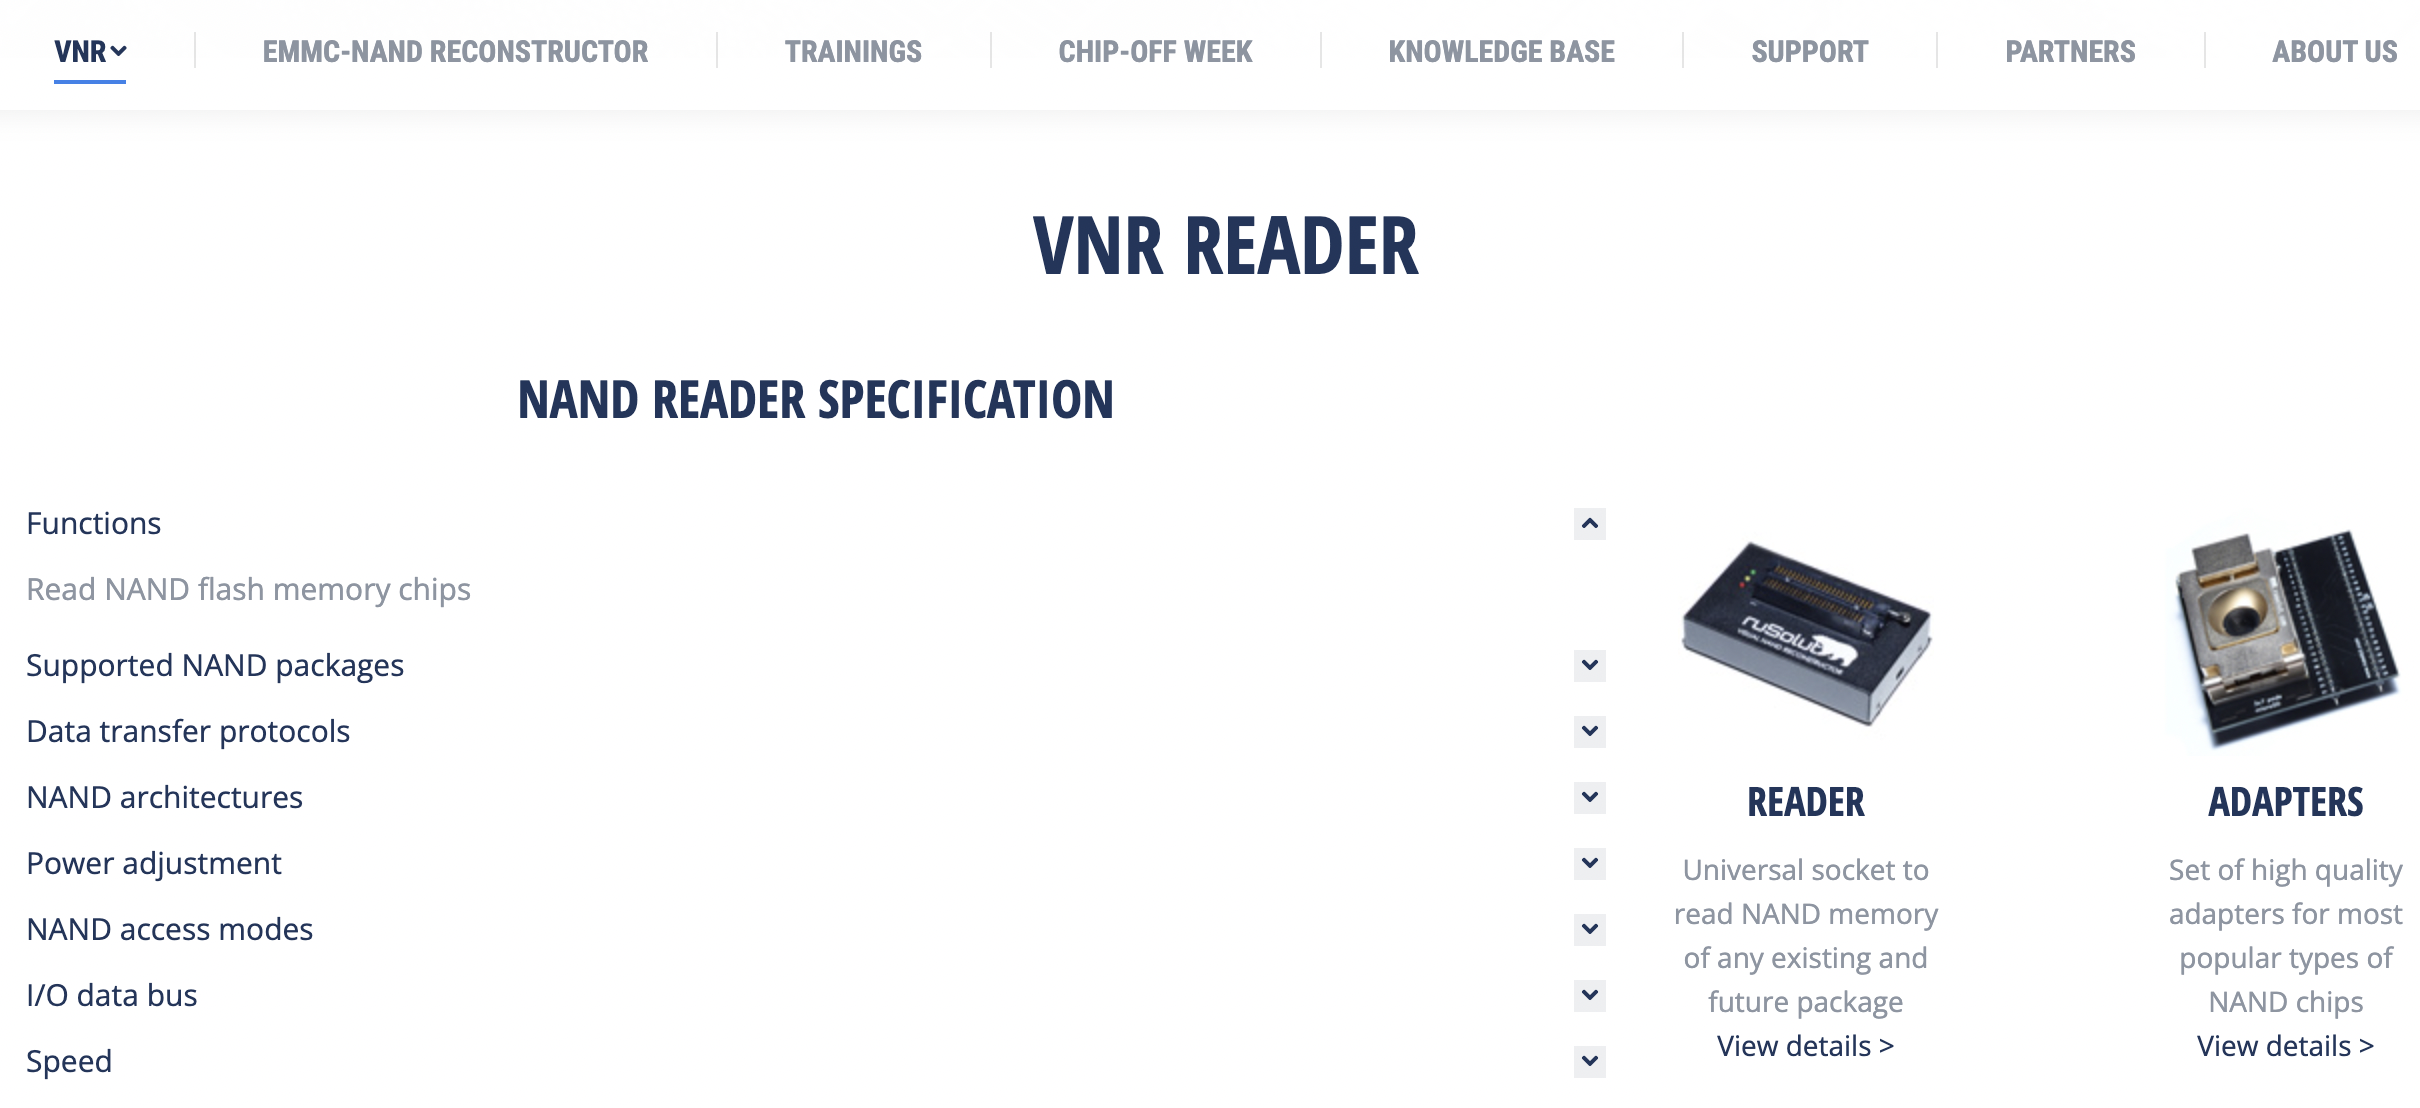 VNR
EMMC-NAND RECONSTRUCTOR
TRAININGS
CHIP-OFF WEEK
KNOWLEDGE BASE
SUPPORT
PARTNERS
ABOUT US
VNR READER
NAND READER SPECIFICATION
Functions
Read NAND flash memory chips
Supported NAND packages
Data transfer protocols
NAND architectures
Power adjustment
NAND access modes
I/O data bus
Speed
ruSolut
VISUAL NAND RECONSTRUCTOR
READER
Universal socket to
read NAND memory
of any existing and
future package
View details >
ADAPTERS
Set of high quality
adapters for most
popular types of
NAND chips
View details >